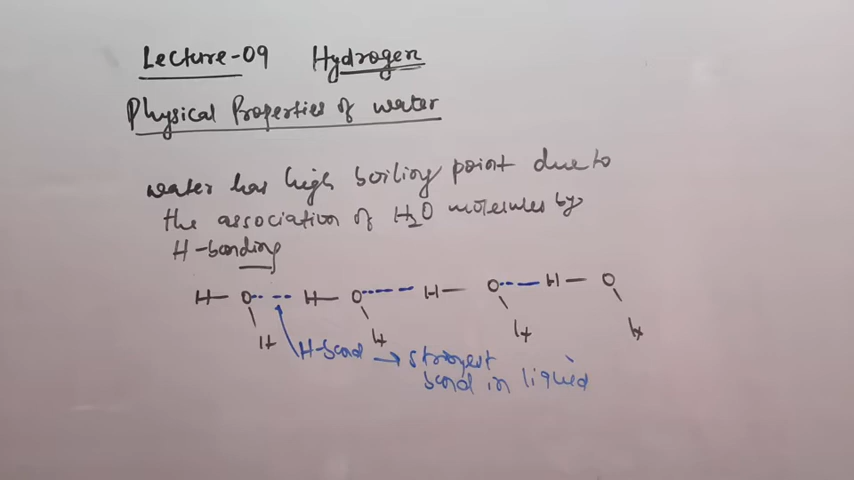 Lecture-09 Hydrogen
Physical Properties of water
water has high boiling point due to
the association of H₂O molecules by
H-bonding
H-O---H-O-----H-O---H-O
H H H H
H-bond → strongest
bond in liquid